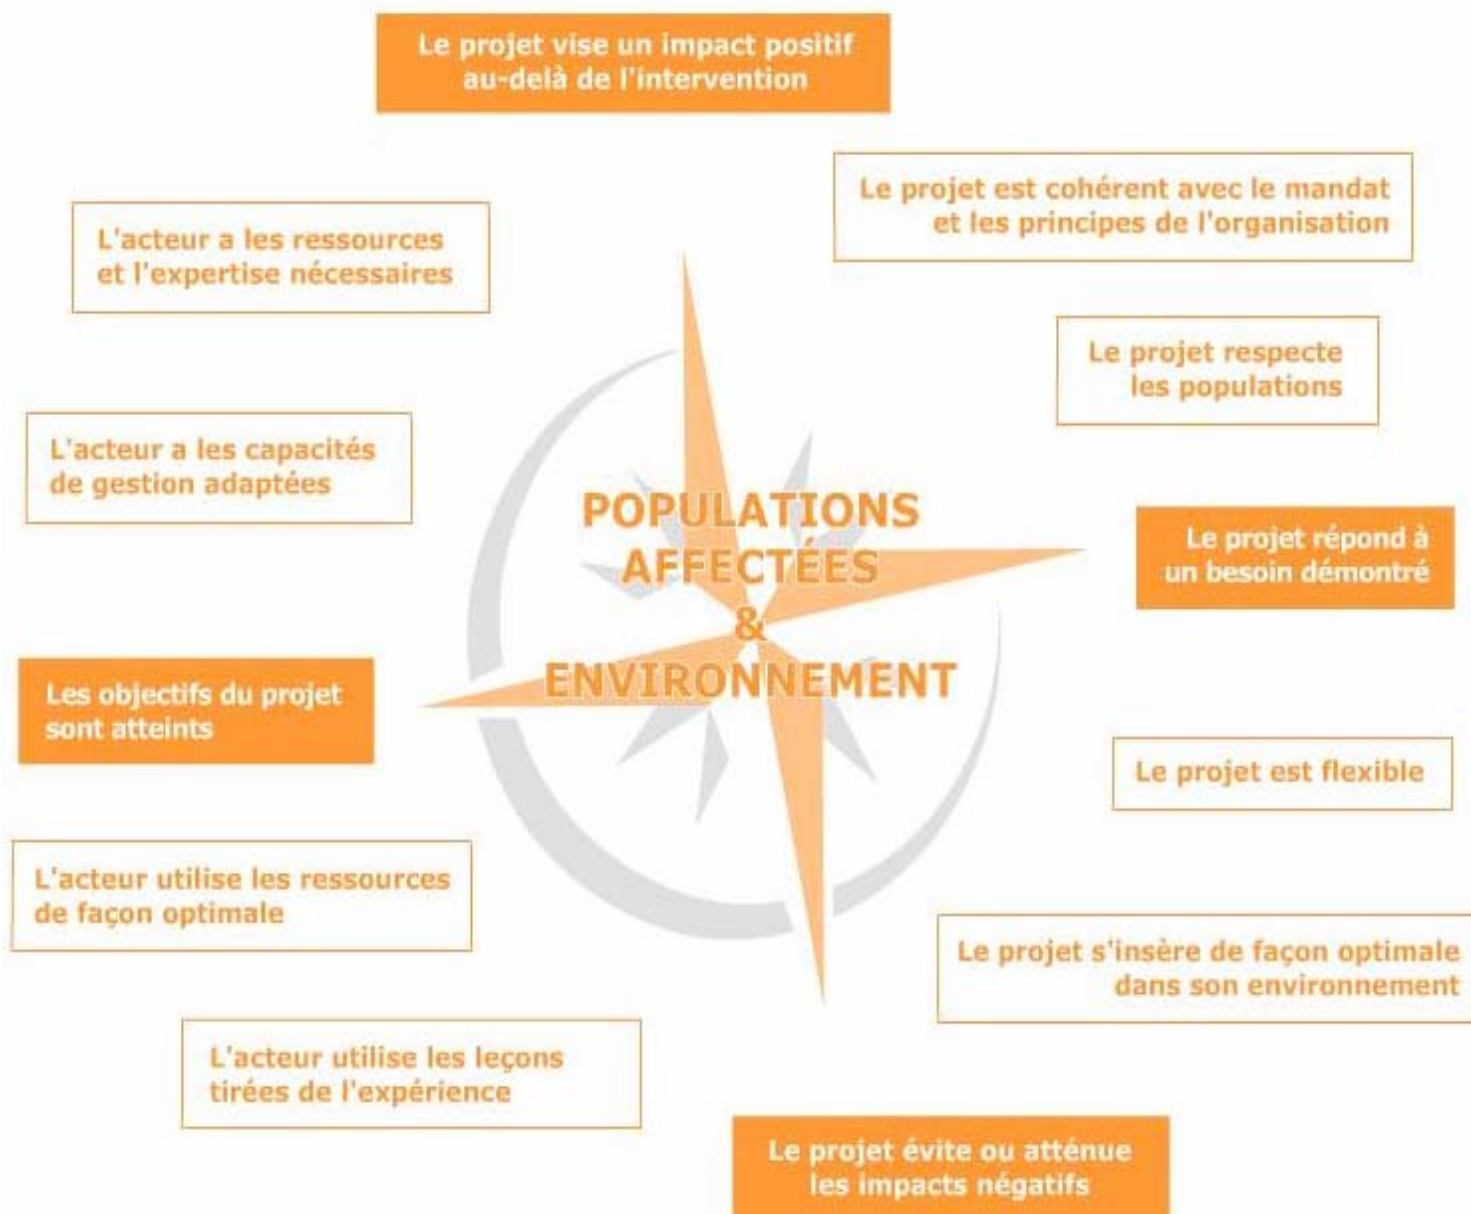 Le projet vise un impact positif
au-delà de l'intervention
Le projet est cohérent avec le mandat
et les principes de l'organisation
L'acteur a les ressources
et l'expertise nécessaires
Le projet respecte
les populations
L'acteur a les capacités
de gestion adaptées
POPULATIONS
AFFECTÉES
&
ENVIRONNEMENT
Le projet répond à
un besoin démontré
Les objectifs du projet
sont atteints
Le projet est flexible
L'acteur utilise les ressources
de façon optimale
Le projet s'insère de façon optimale
dans son environnement
L'acteur utilise les leçons
tirées de l'expérience
Le projet évite ou atténue
les impacts négatifs